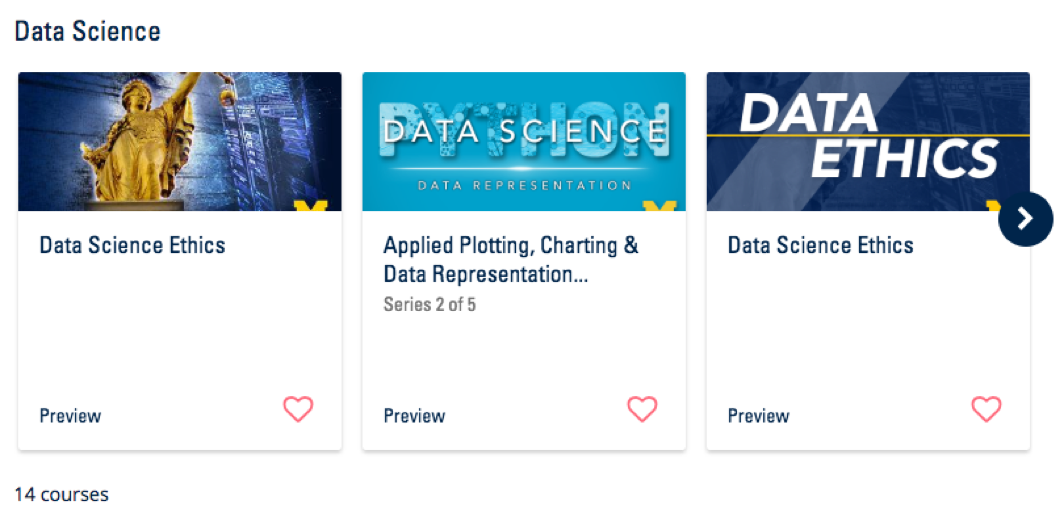 Data Science
PYTHON
DATA SCIENCE
DATA REPRESENTATION
DATA
ETHICS
Data Science Ethics
Applied Plotting, Charting &
Data Representation...
Series 2 of 5
Data Science Ethics
Preview
Preview
Preview
14 courses